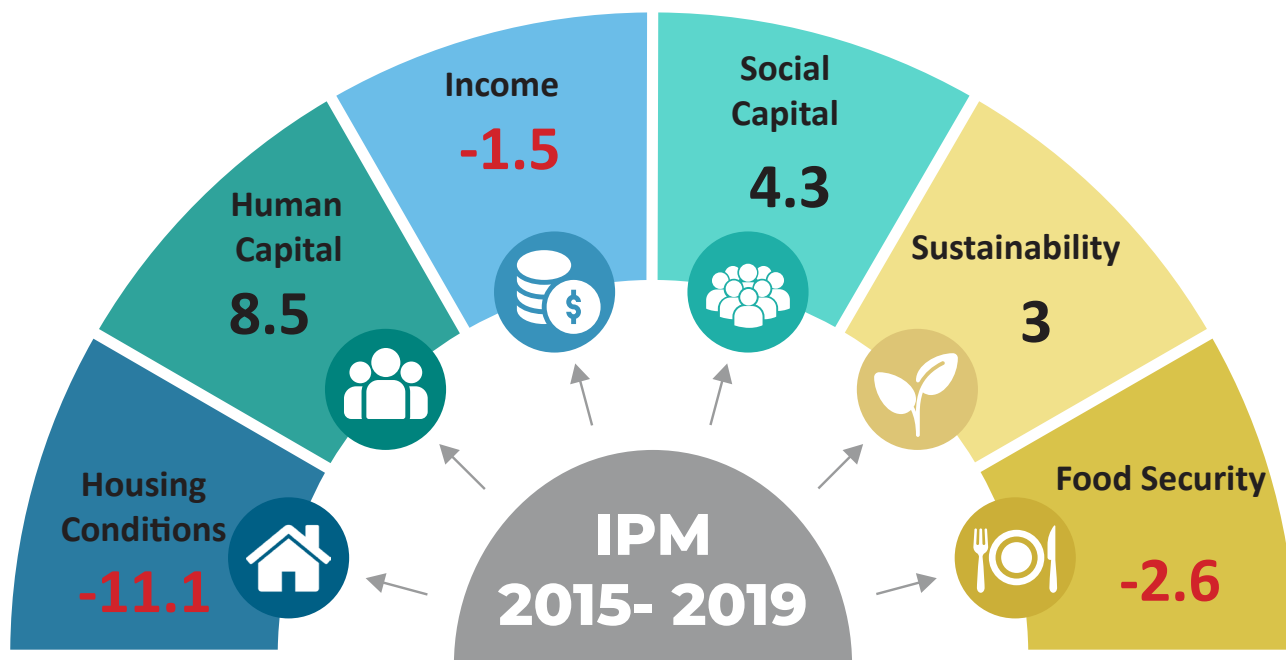 Housing
Conditions
-11.1
Human
Capital
8.5
Income
-1.5
$
Social
Capital
4.3
Sustainability
3
Food Security
-2.6
IPM
2015- 2019